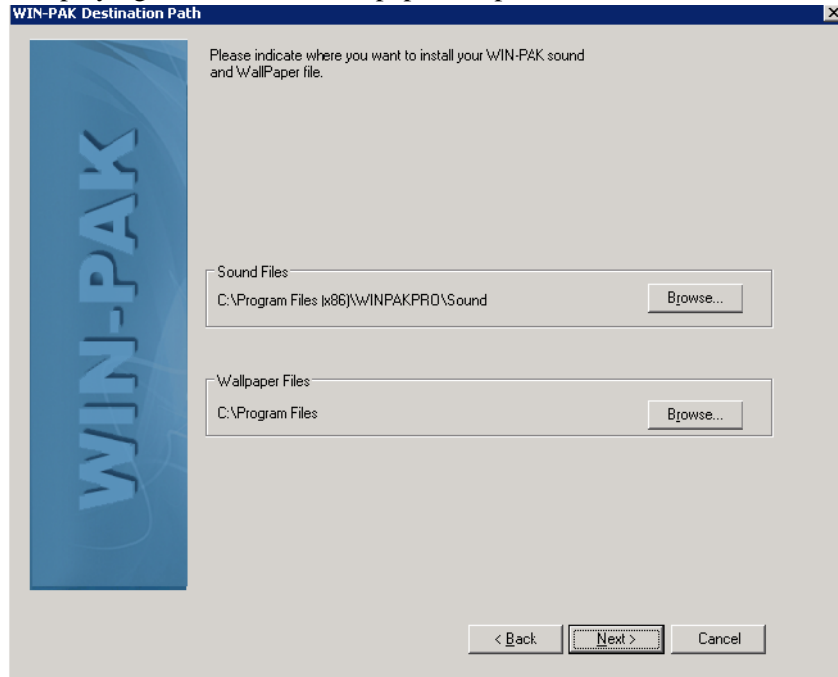 WIN-PAK Destination Path
Please indicate where you want to install your WIN-PAK sound
and WallPaper file.
WIN-PAK
Sound Files
C:\Program Files (x86)\WINPAKPRO\Sound
Browse...
Wallpaper Files
C:\Program Files
Browse...
< Back
Next >
Cancel